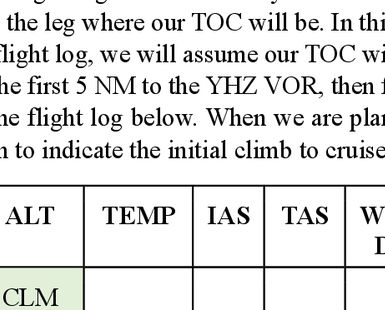 the leg where our TOC will be. In thi
flight log, we will assume our TOC wi
he first 5 NM to the YHZ VOR, then f
ne flight log below. When we are plan
n to indicate the initial climb to cruise
ALT TEMP IAS TAS W
D
CLM